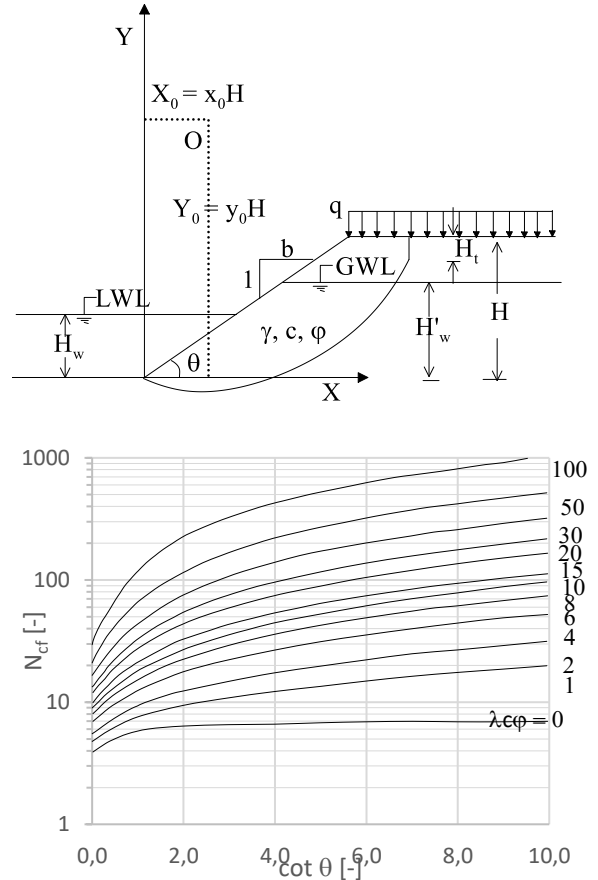 Y
X₀ = x₀H
O
Y₀ = y₀H
q
b
1
GWL
Hₜ
LWL
H_w
γ, c, φ
H'_w
H
θ
X
1000
100
10
1
N_cf [-]
100
50
30
20
15
10
8
6
4
2
1
λcφ = 0
0,0 2,0 4,0 6,0 8,0 10,0
cot θ [-]